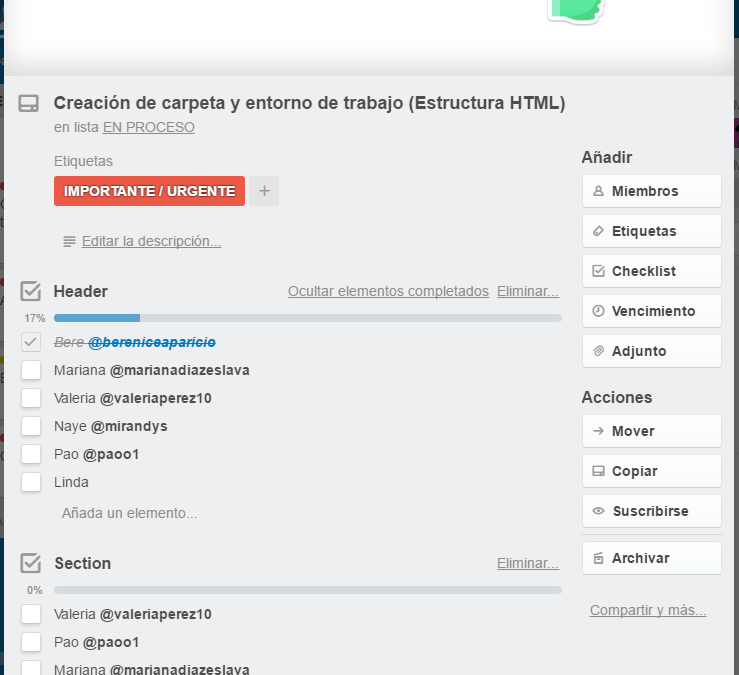 Creación de carpeta y entorno de trabajo (Estructura HTML)
en lista EN PROCESO
Etiquetas
IMPORTANTE / URGENTE +
Editar la descripción...
Header Ocultar elementos completados Eliminar...
17%
Bere @bereniceaparicio
Mariana @marianadiazeslava
Valeria @valeriaperez10
Naye @mirandys
Pao @paoo1
Linda
Añada un elemento...
Section Eliminar...
0%
Valeria @valeriaperez10
Pao @paoo1
Mariana @marianadiazeslava
Añadir
Miembros
Etiquetas
Checklist
Vencimiento
Adjunto
Acciones
Mover
Copiar
Suscribirse
Archivar
Compartir y más...